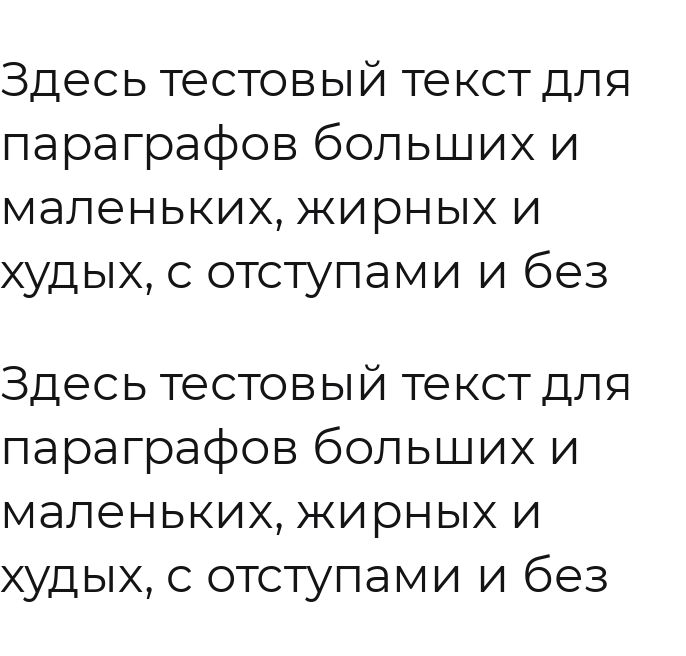 Здесь тестовый текст для
параграфов больших и
маленьких, жирных и
худых, с отступами и без
Здесь тестовый текст для
параграфов больших и
маленьких, жирных и
худых, с отступами и без